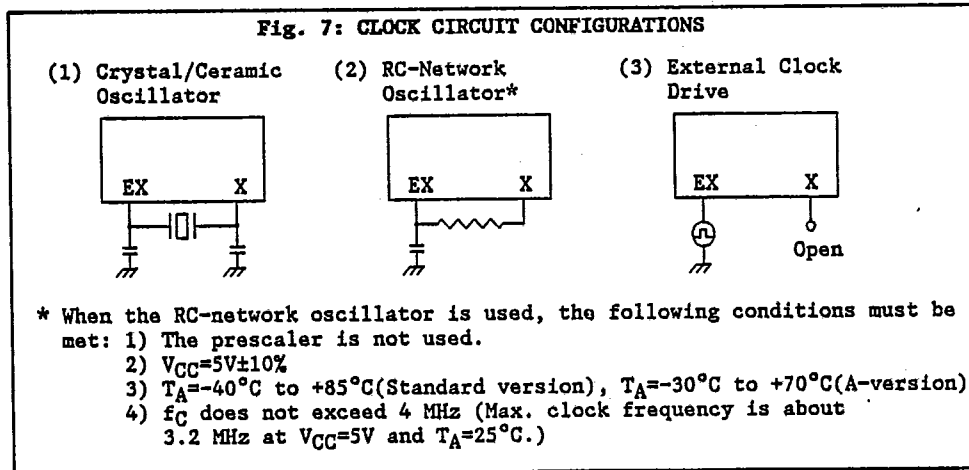 Fig. 7: CLOCK CIRCUIT CONFIGURATIONS
(1) Crystal/Ceramic Oscillator
(2) RC-Network Oscillator*
(3) External Clock Drive
EX X
EX X
EX X
Open
* When the RC-network oscillator is used, the following conditions must be
met: 1) The prescaler is not used.
2) VCC=5V±10%
3) TA=-40°C to +85°C(Standard version), TA=-30°C to +70°C(A-version)
4) fC does not exceed 4 MHz (Max. clock frequency is about
3.2 MHz at VCC=5V and TA=25°C.)